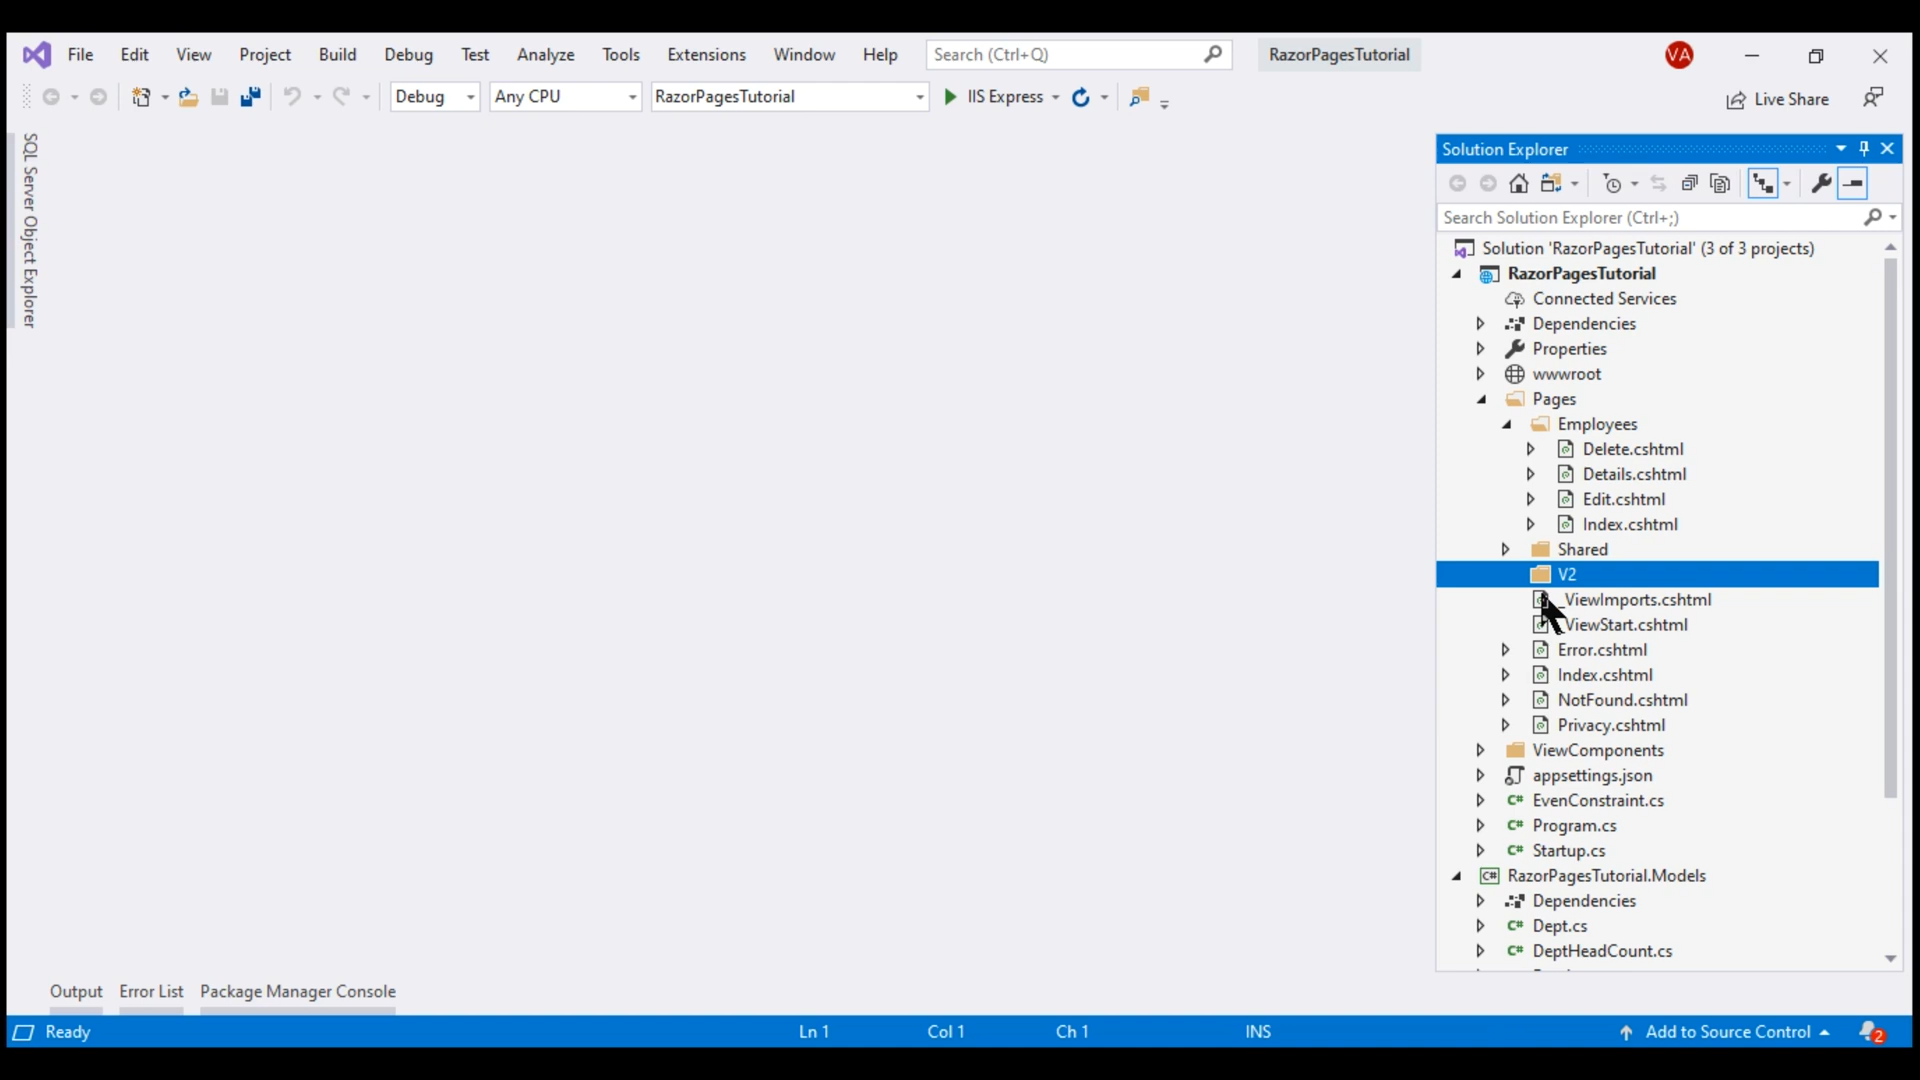 File Edit View Project Build Debug Test Analyze Tools Extensions Window Help Search (Ctrl+Q) RazorPagesTutorial VA
Debug Any CPU RazorPagesTutorial IIS Express Live Share
SQL Server Object Explorer
Solution Explorer
Search Solution Explorer (Ctrl+;)
Solution 'RazorPagesTutorial' (3 of 3 projects)
RazorPagesTutorial
Connected Services
Dependencies
Properties
wwwroot
Pages
Employees
Delete.cshtml
Details.cshtml
Edit.cshtml
Index.cshtml
Shared
V2
_ViewImports.cshtml
ViewStart.cshtml
Error.cshtml
Index.cshtml
NotFound.cshtml
Privacy.cshtml
ViewComponents
appsettings.json
C# EvenConstraint.cs
C# Program.cs
C# Startup.cs
C# RazorPagesTutorial.Models
Dependencies
C# Dept.cs
C# DeptHeadCount.cs
Output Error List Package Manager Console
Ready Ln 1 Col 1 Ch 1 INS Add to Source Control 2